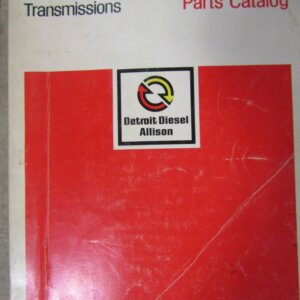 Transmissions
Parts Catalog
Detroit Diesel
Allison